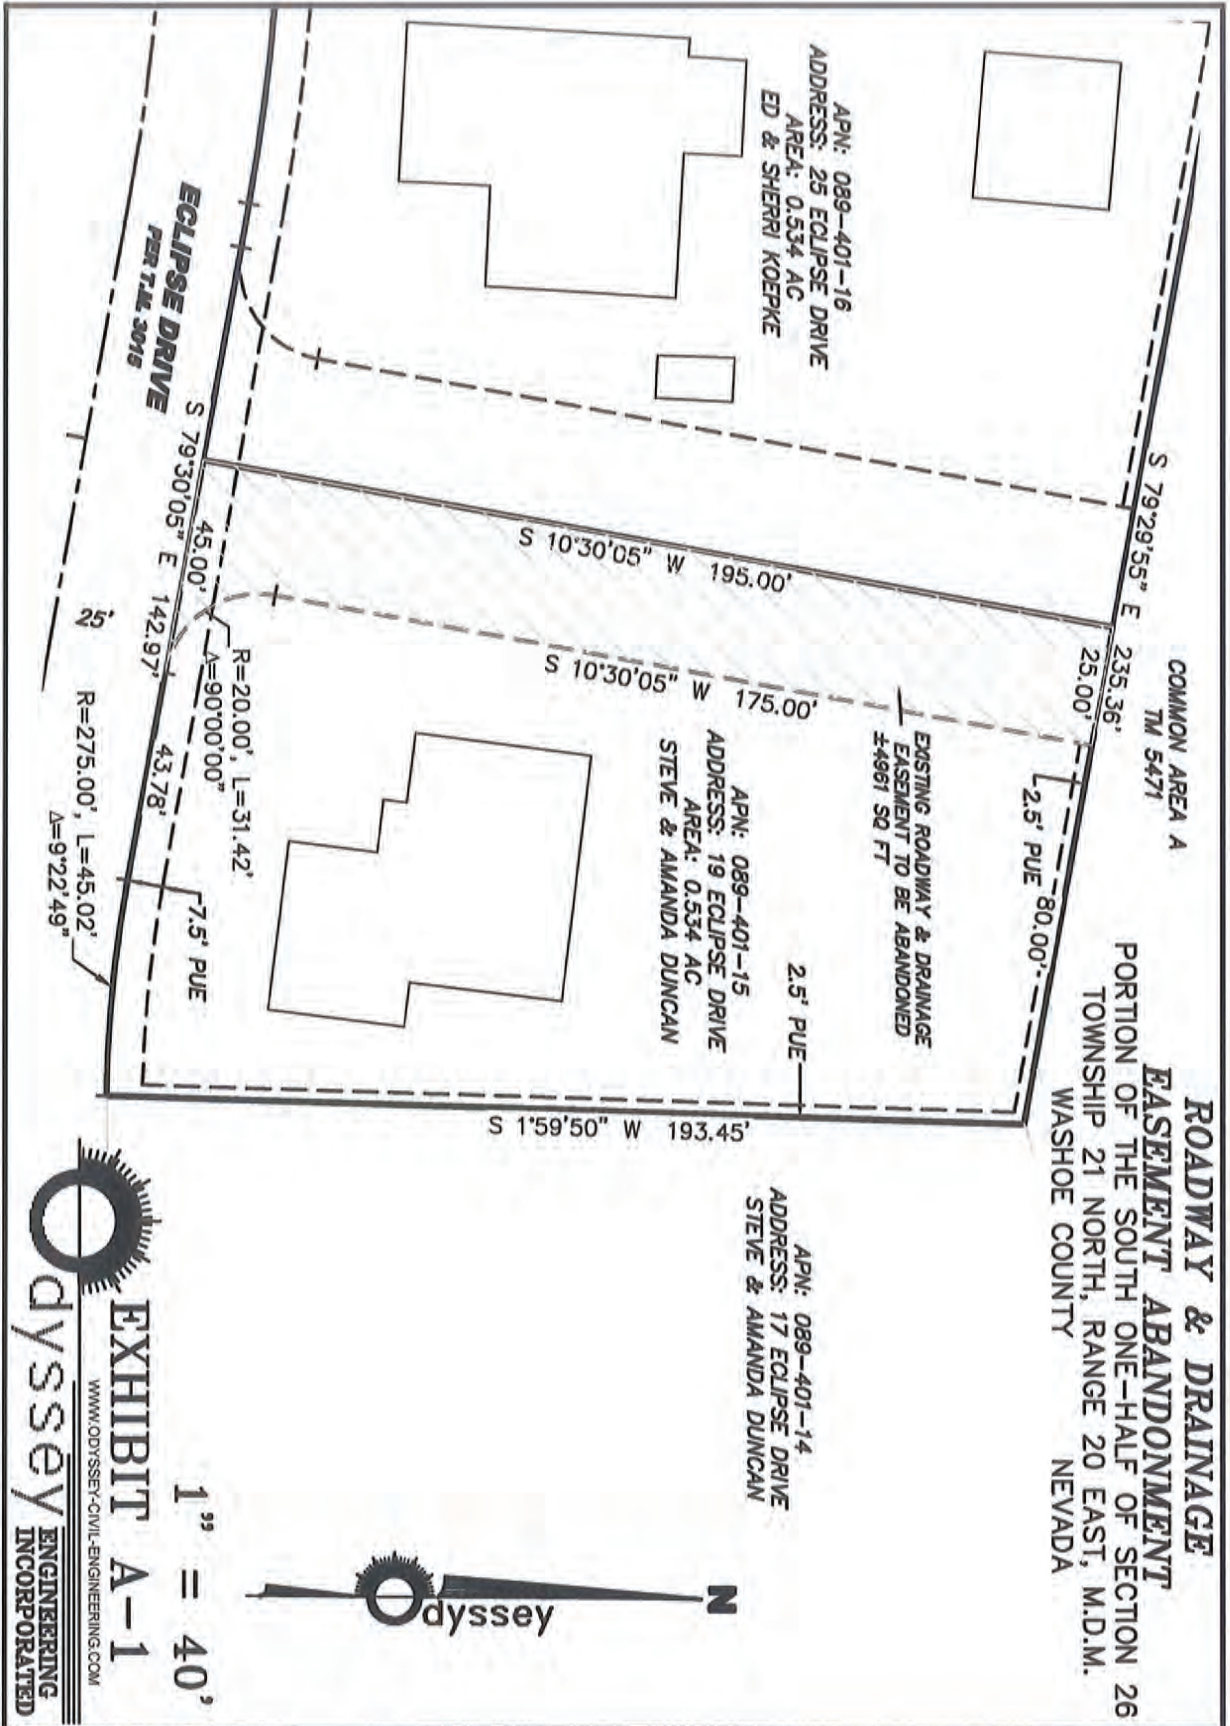 ROADWAY & DRAINAGE
EASEMENT ABANDONMENT
PORTION OF THE SOUTH ONE-HALF OF SECTION 26
TOWNSHIP 21 NORTH, RANGE 20 EAST, M.D.M.
WASHOE COUNTY NEVADA
COMMON AREA A
TM 5471
S 79°29'55" E 235.36'
25.00'
80.00'
2.5' PUE
APN: 089-401-16
ADDRESS: 25 ECLIPSE DRIVE
AREA: 0.534 AC
ED & SHERRI KOEPKE
EXISTING ROADWAY & DRAINAGE
EASEMENT TO BE ABANDONED
±4961 SQ FT
S 10°30'05" W 195.00'
S 10°30'05" W 175.00'
2.5' PUE
APN: 089-401-15
ADDRESS: 19 ECLIPSE DRIVE
AREA: 0.534 AC
STEVE & AMANDA DUNCAN
APN: 089-401-14
ADDRESS: 17 ECLIPSE DRIVE
STEVE & AMANDA DUNCAN
S 1°59'50" W 193.45'
N
Odyssey
R=20.00', L=31.42'
Δ=90°00'00"
7.5' PUE
45.00'
43.78'
S 79°30'05" E 142.97'
ECLIPSE DRIVE
PER T.M. 3016
25'
R=275.00', L=45.02'
Δ=9°22'49"
1" = 40'
EXHIBIT A-1
WWW.ODYSSEY-CIVIL-ENGINEERING.COM
Odyssey
ENGINEERING
INCORPORATED